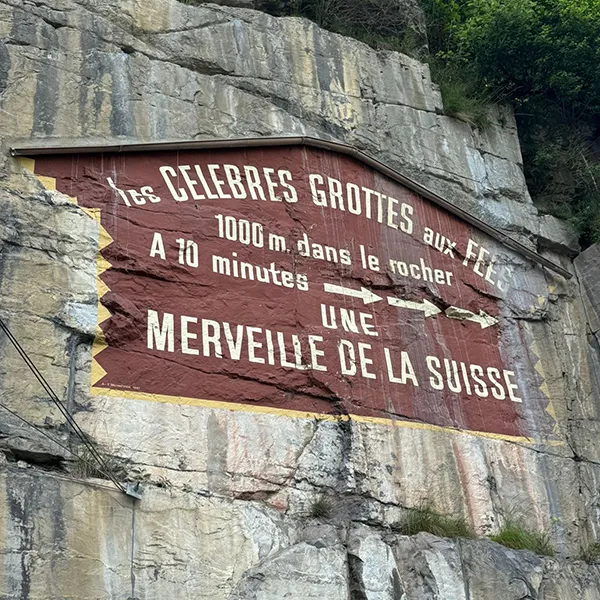 les CELEBRES GROTTES aux FEES
1000 m. dans le rocher
A 10 minutes
UNE
MERVEILLE DE LA SUISSE